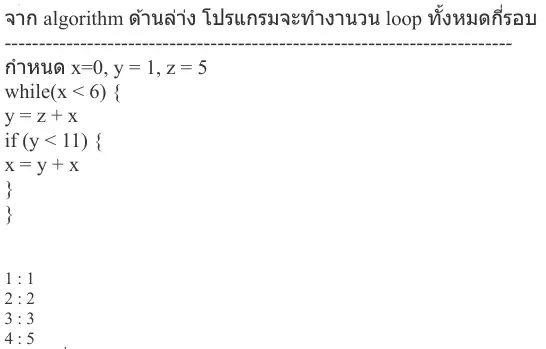 จาก algorithm ด้านล่าง โปรแกรมจะทำงานวน loop ทั้งหมดกี่รอบ
--------------------------------------------------------------------------
กำหนด x=0, y = 1, z = 5
while(x < 6) {
y = z + x
if (y < 11) {
x = y + x
}
}
1 : 1
2 : 2
3 : 3
4 : 5